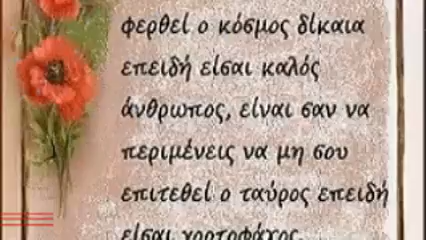 φερθεί ο κόσμος δίκαια
επειδή είσαι καλός
άνθρωπος, είναι σαν να
περιμένεις να μη σου
επιτεθεί ο ταύρος επειδή
είσαι χορτοφάγος.